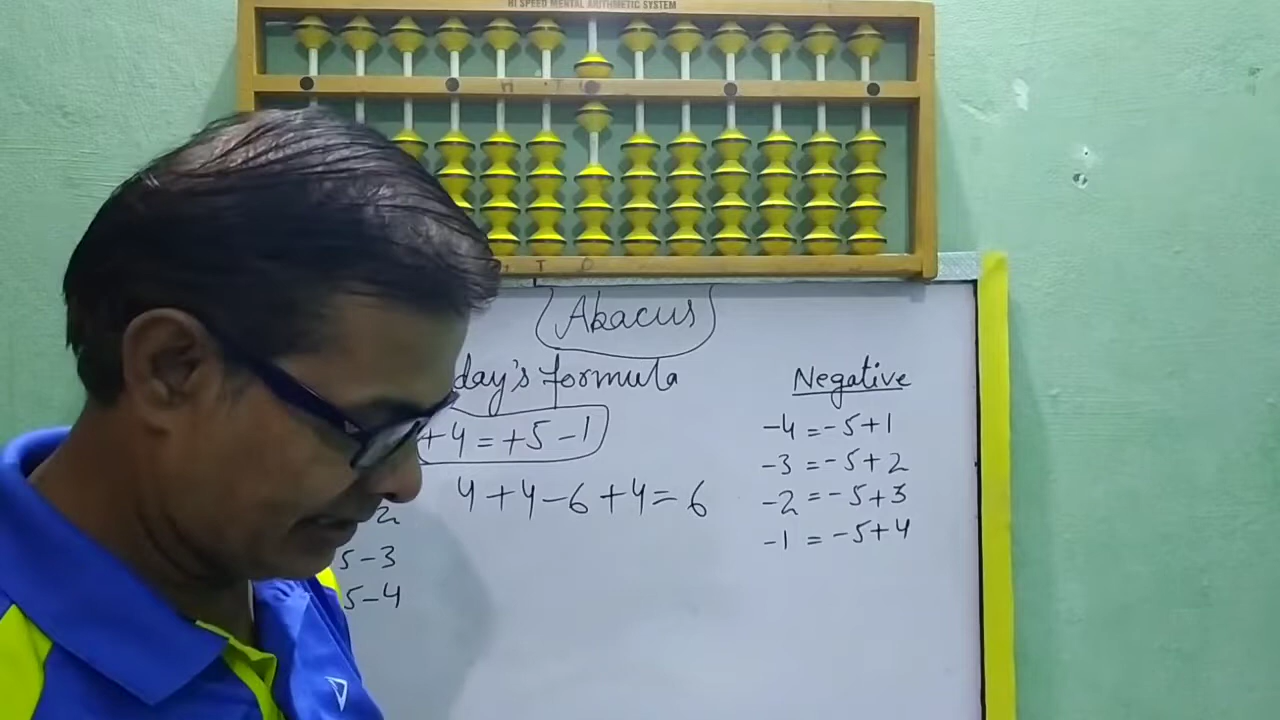 HI SPEED MENTAL ARITHMETIC SYSTEM
H T O
Abacus
day's formula
+4=+5-1
4+4-6+4=6
2
5-3
5-4
Negative
-4=-5+1
-3=-5+2
-2=-5+3
-1=-5+4